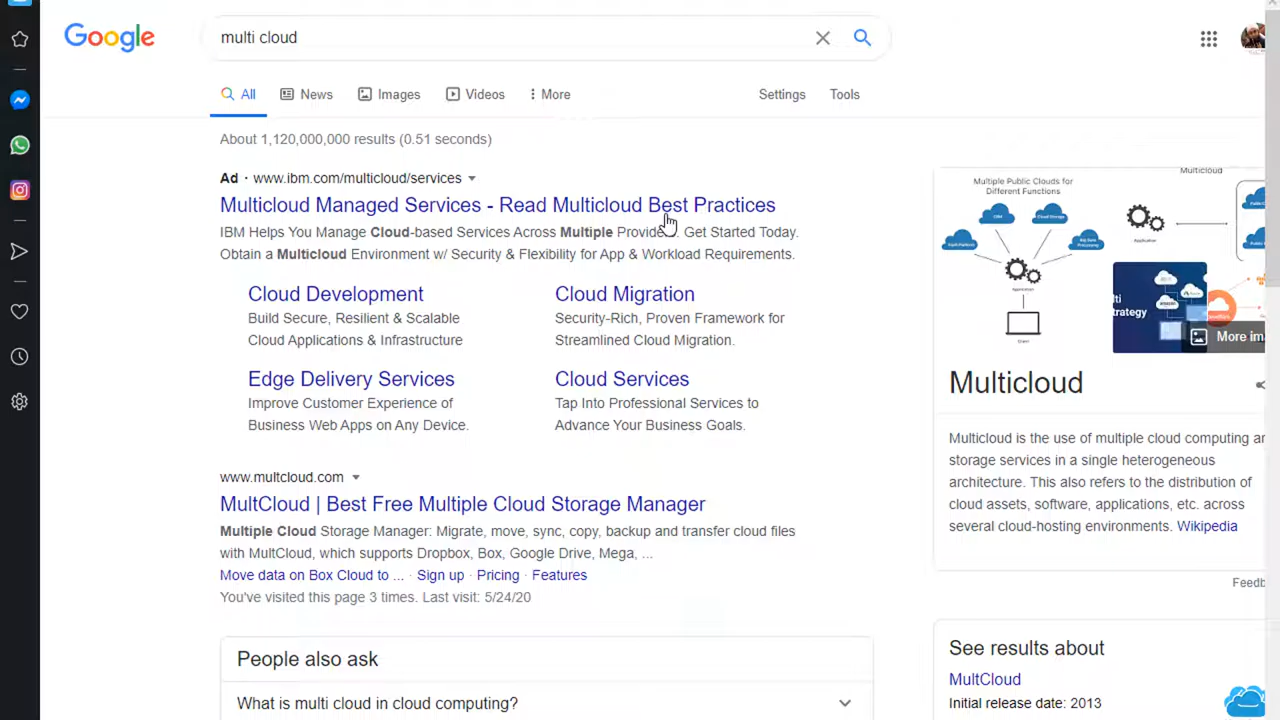 Google
multi cloud
All
News
Images
Videos
More
Settings
Tools
About 1,120,000,000 results (0.51 seconds)
Ad · www.ibm.com/multicloud/services
Multicloud Managed Services - Read Multicloud Best Practices
IBM Helps You Manage Cloud-based Services Across Multiple Get Started Today.
Obtain a Multicloud Environment w/ Security & Flexibility for App & Workload Requirements.
Cloud Development
Build Secure, Resilient & Scalable
Cloud Applications & Infrastructure
Cloud Migration
Security-Rich, Proven Framework for
Streamlined Cloud Migration.
Edge Delivery Services
Improve Customer Experience of
Business Web Apps on Any Device.
Cloud Services
Tap Into Professional Services to
Advance Your Business Goals.
www.multcloud.com
MultCloud | Best Free Multiple Cloud Storage Manager
Multiple Cloud Storage Manager: Migrate, move, sync, copy, backup and transfer cloud files
with MultCloud, which supports Dropbox, Box, Google Drive, Mega, ...
Move data on Box Cloud to ... · Sign up · Pricing · Features
You've visited this page 3 times. Last visit: 5/24/20
People also ask
What is multi cloud in cloud computing?
Multiple Public Clouds for
Different Functions
CRM
Cloud Storage
Application
Client
Multicloud
Application
More im
Multicloud
Multicloud is the use of multiple cloud computing an
storage services in a single heterogeneous
architecture. This also refers to the distribution of
cloud assets, software, applications, etc. across
several cloud-hosting environments. Wikipedia
Feedb
See results about
MultCloud
Initial release date: 2013